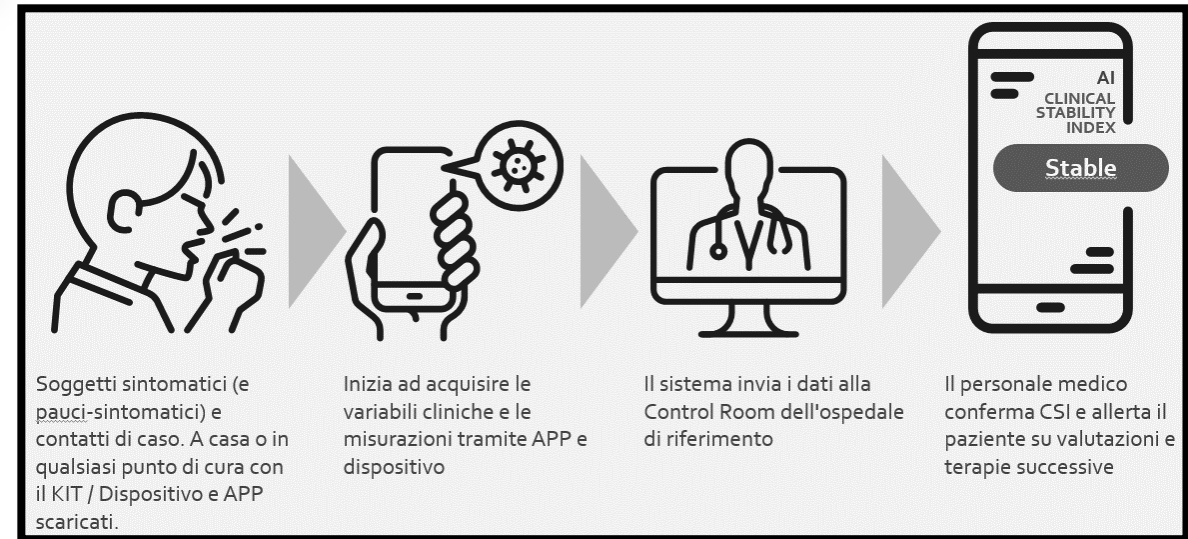 AI
CLINICAL
STABILITY
INDEX
Stable
Soggetti sintomatici (e
pauci-sintomatici) e
contatti di caso. A casa o in
qualsiasi punto di cura con
il KIT / Dispositivo e APP
scaricati.
Inizia ad acquisire le
variabili cliniche e le
misurazioni tramite APP e
dispositivo
Il sistema invia i dati alla
Control Room dell'ospedale
di riferimento
Il personale medico
conferma CSI e allerta il
paziente su valutazioni e
terapie successive